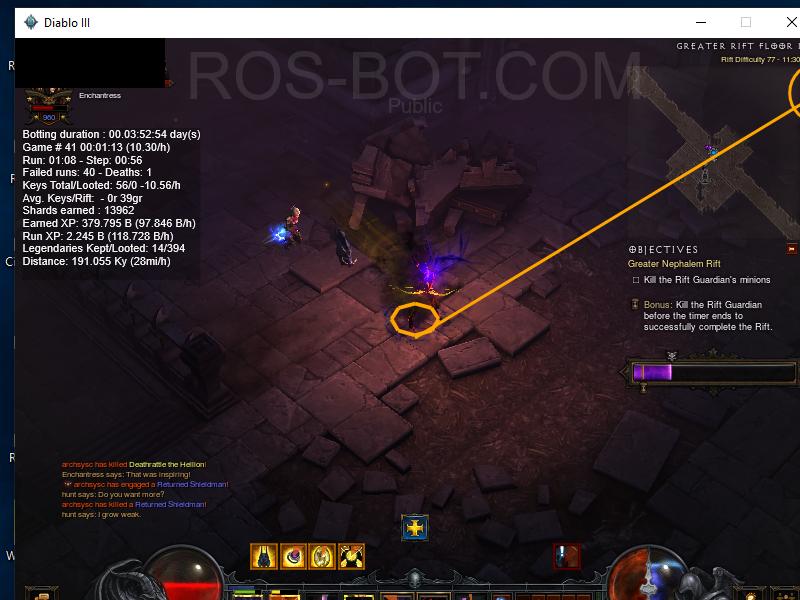 Diablo III
GREATER RIFT FLOOR
Rift Difficulty 77 - 11:30
ROS-BOT.COM
Public
Enchantress
960
Botting duration : 00.03:52:54 day(s)
Game # 41 00:01:13 (10.30/h)
Run: 01:08 - Step: 00:56
Failed runs: 40 - Deaths: 1
Keys Total/Looted: 56/0 -10.56/h
Avg. Keys/Rift: - 0r 39gr
Shards earned : 13962
Earned XP: 379.795 B (97.846 B/h)
Run XP: 2.245 B (118.728 B/h)
Legendaries Kept/Looted: 14/394
Distance: 191.055 Ky (28mi/h)
OBJECTIVES
Greater Nephalem Rift
Kill the Rift Guardian's minions
Bonus: Kill the Rift Guardian
before the timer ends to
successfully complete the Rift.
archsysc has killed Deathrattle the Hellion!
Enchantress says: That was inspiring!
archsysc has engaged a Returned Shieldman!
hunt says: Do you want more?
archsysc has killed a Returned Shieldman!
hunt says: I grow weak.